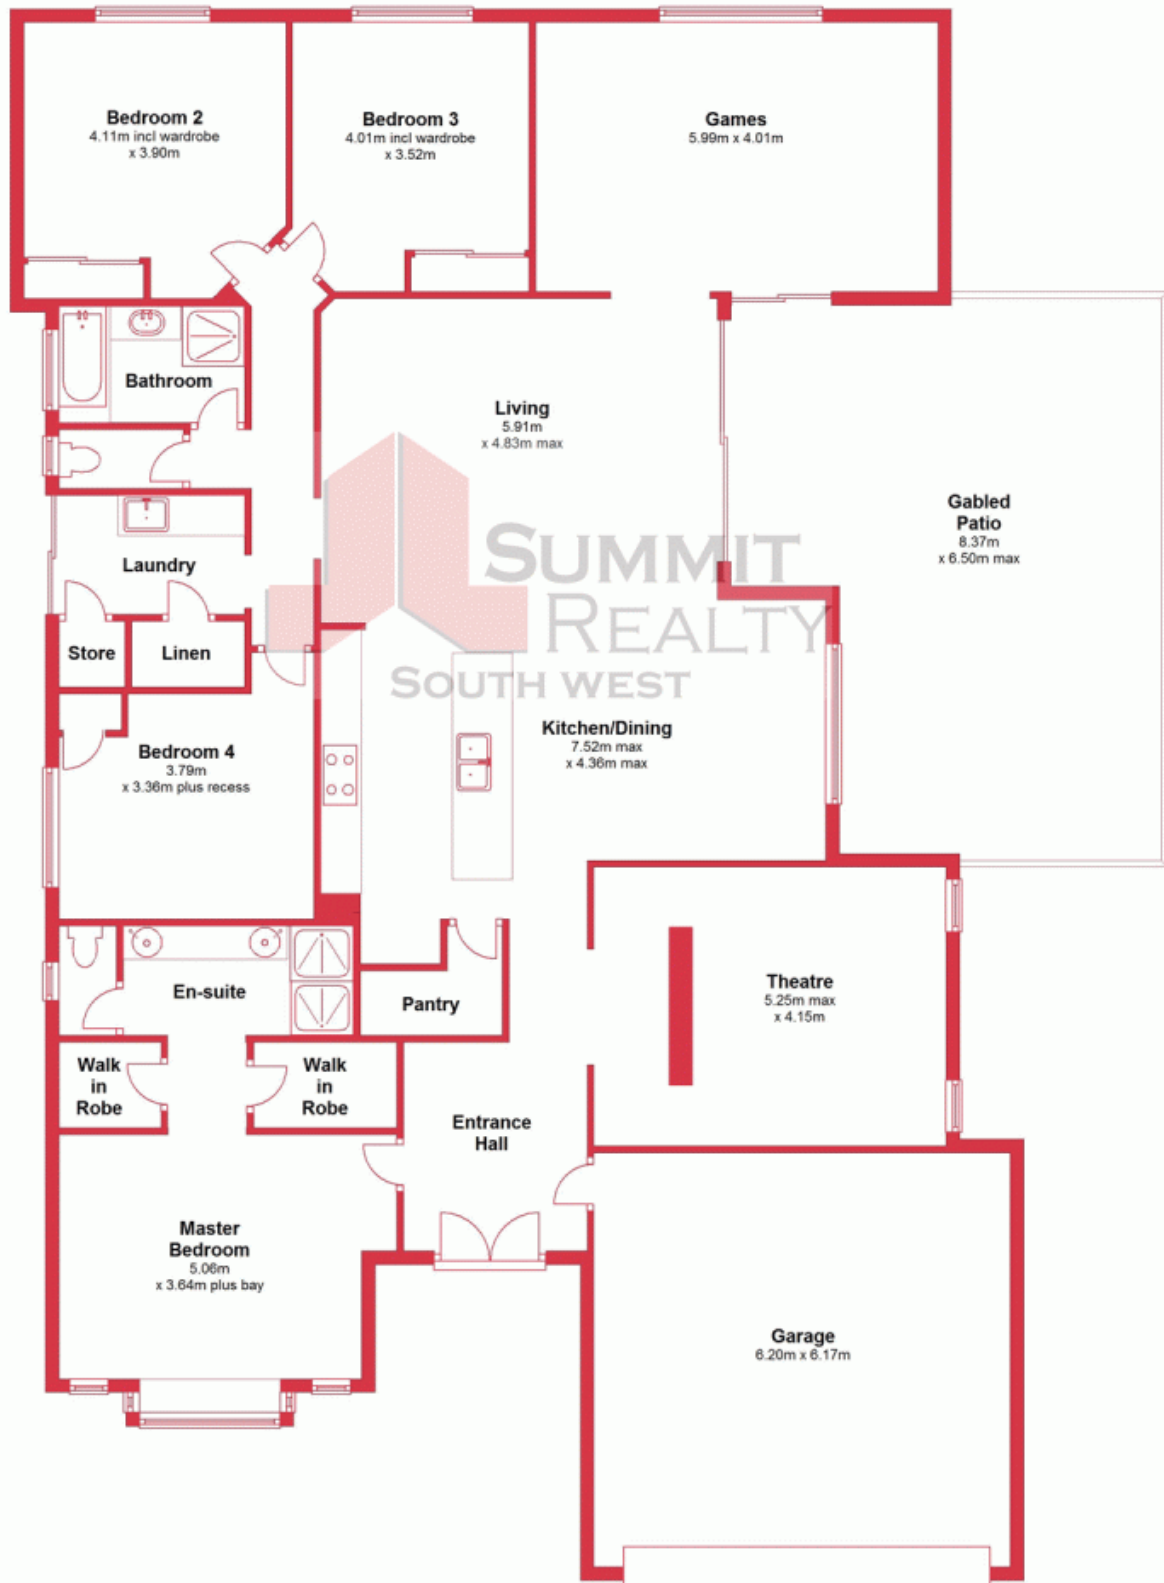 Bedroom 2
4.11m incl wardrobe
x 3.90m
Bedroom 3
4.01m incl wardrobe
x 3.52m
Games
5.99m x 4.01m
Bathroom
Living
5.91m
x 4.83m max
Gabled
Patio
8.37m
x 6.50m max
Laundry
SUMMIT
REALTY
SOUTH WEST
Store
Linen
Kitchen/Dining
7.52m max
x 4.36m max
Bedroom 4
3.79m
x 3.36m plus recess
En-suite
Pantry
Theatre
5.25m max
x 4.15m
Walk
in
Robe
Walk
in
Robe
Entrance
Hall
Master
Bedroom
5.06m
x 3.64m plus bay
Garage
6.20m x 6.17m